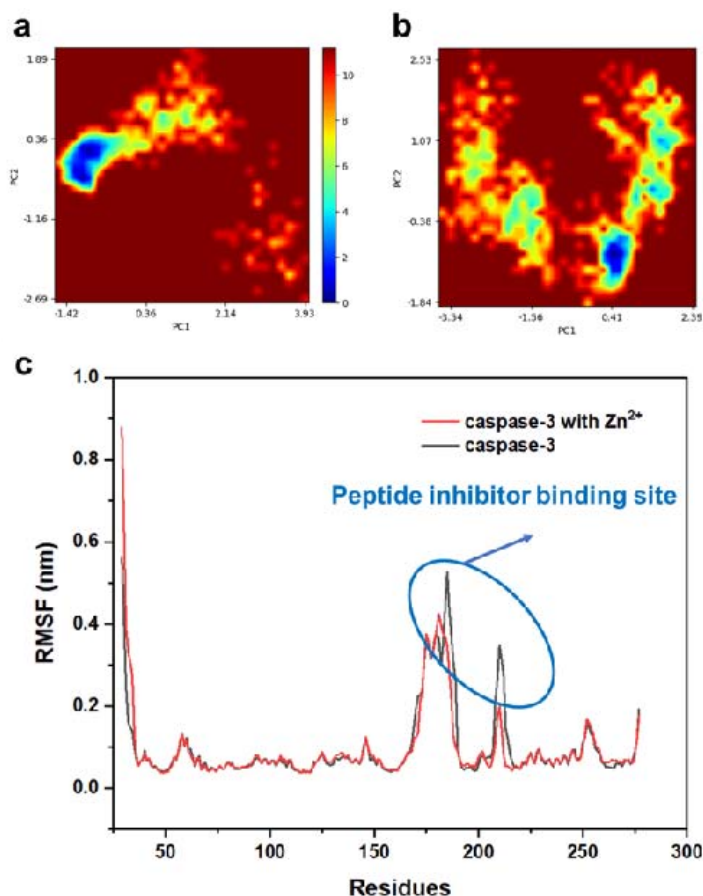 a
b
1.89
0.36
-1.16
-2.69
PC2
-1.42
0.36
2.14
3.93
PC1
10
8
6
4
2
0
2.53
1.07
-0.38
-1.84
PC2
-3.34
-1.36
0.41
2.35
PC1
c
1.0
0.8
0.6
0.4
0.2
0.0
RMSF (nm)
caspase-3 with Zn²⁺
caspase-3
Peptide inhibitor binding site
50
100
150
200
250
300
Residues